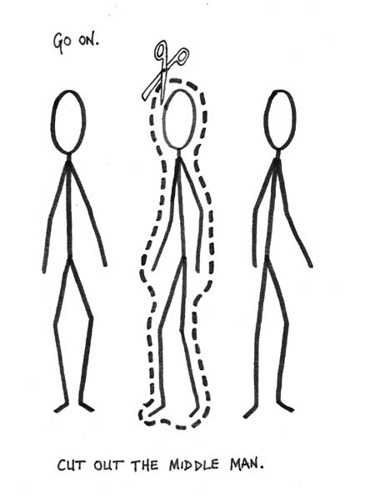 GO ON.
CUT OUT THE MIDDLE MAN.